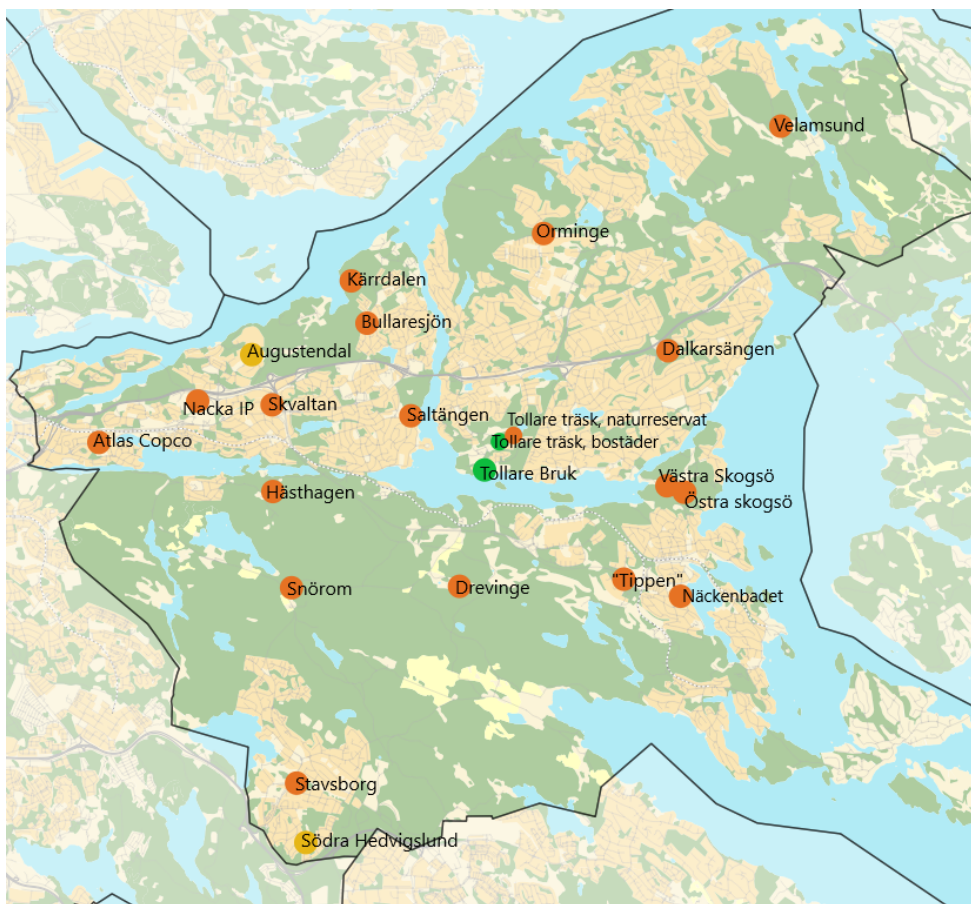 Velamsund
Orminge
Kärrdalen
Bullaresjön
Augustendal
Dalkarsängen
Nacka IP
Skvaltan
Saltängen
Tollare träsk, naturreservat
Atlas Copco
Tollare träsk, bostäder
Tollare Bruk
Västra Skogsö
Hästhagen
Östra skogsö
Snörom
Drevinge
"Tippen"
Näckenbadet
Stavsborg
Södra Hedvigslund